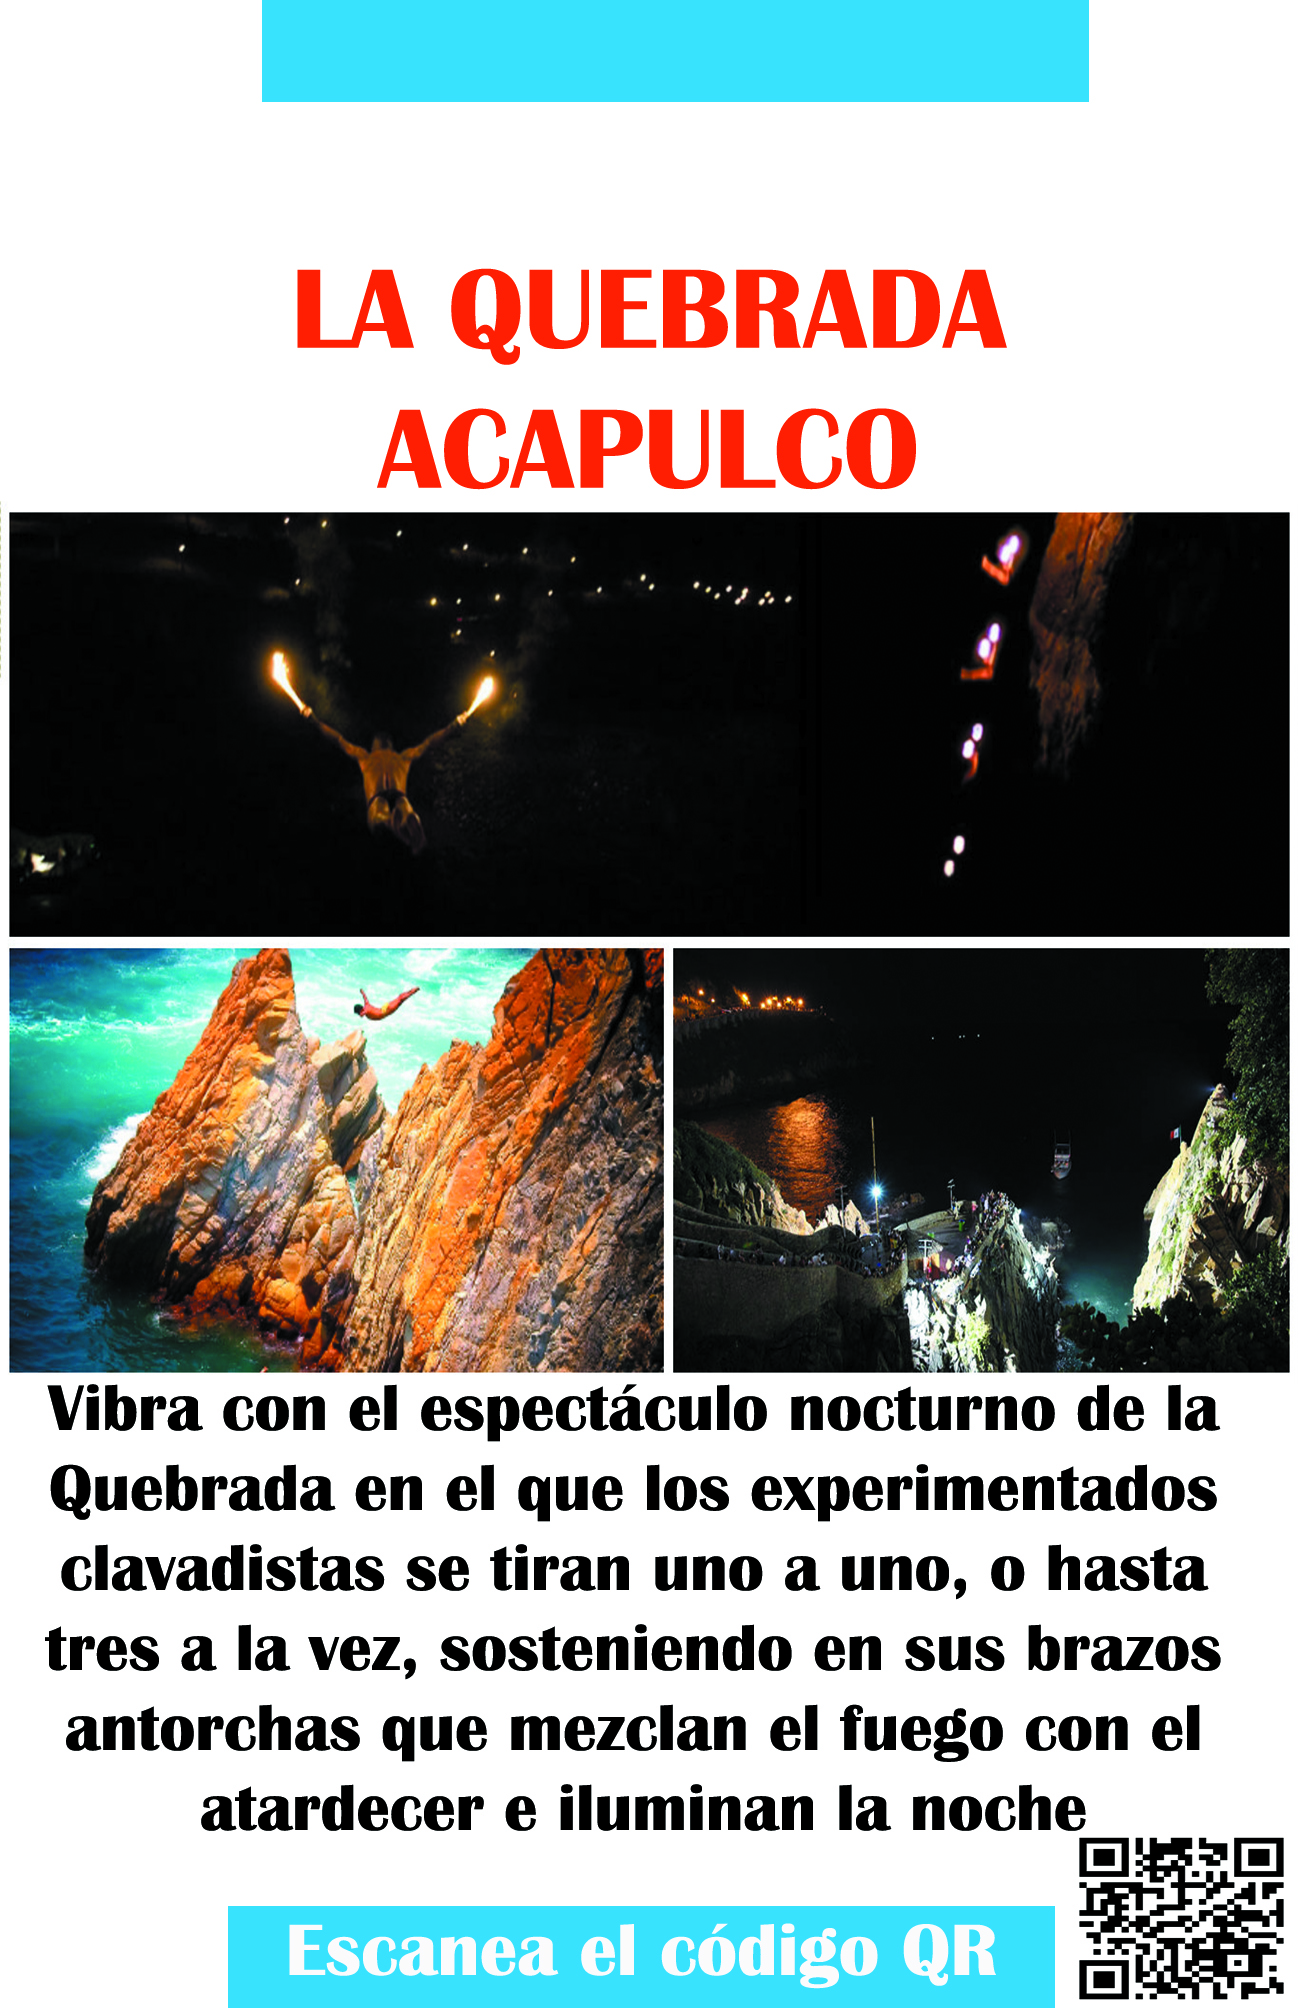 LA QUEBRADA
ACAPULCO
Vibra con el espectáculo nocturno de la
Quebrada en el que los experimentados
clavadistas se tiran uno a uno, o hasta
tres a la vez, sosteniendo en sus brazos
antorchas que mezclan el fuego con el
atardecer e iluminan la noche
Escanea el código QR